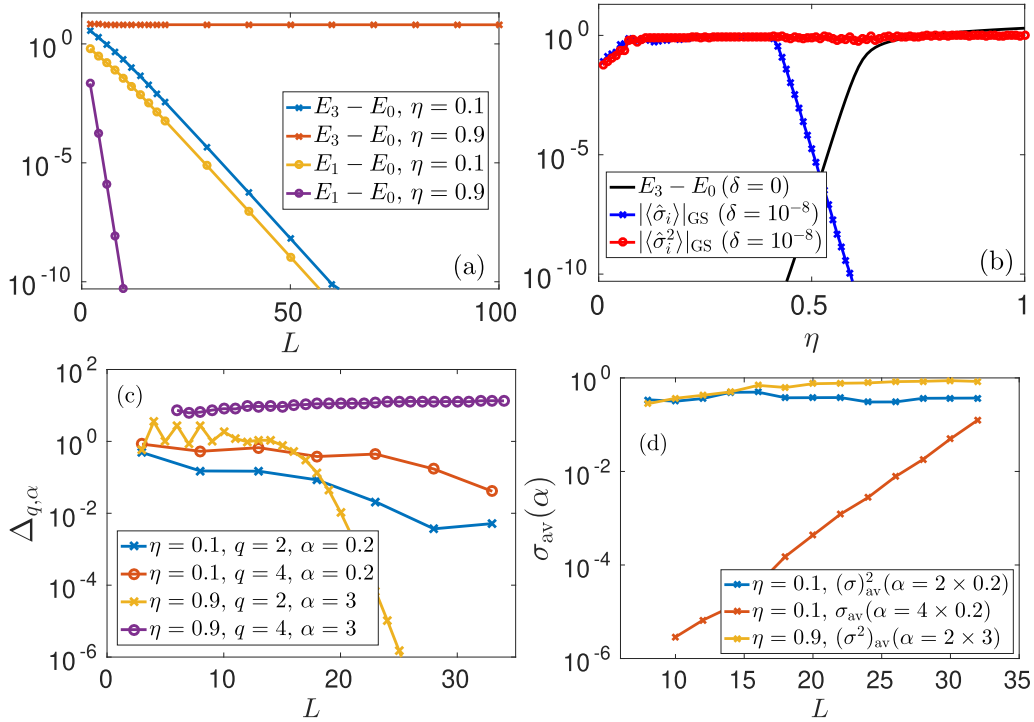 10^0
10^-5
10^-10
0
50
100
L
E_3 − E_0, η = 0.1
E_3 − E_0, η = 0.9
E_1 − E_0, η = 0.1
E_1 − E_0, η = 0.9
(a)
10^0
10^-5
10^-10
0
0.5
1
η
E_3 − E_0 (δ = 0)
|⟨σ̂_i⟩|_GS (δ = 10^−8)
|⟨σ̂_i^2⟩|_GS (δ = 10^−8)
(b)
10^2
10^0
10^-2
10^-4
10^-6
Δ_q,α
0
10
20
30
L
(c)
η = 0.1, q = 2, α = 0.2
η = 0.1, q = 4, α = 0.2
η = 0.9, q = 2, α = 3
η = 0.9, q = 4, α = 3
10^0
10^-2
10^-4
10^-6
σ_av(α)
5
10
15
20
25
30
35
L
(d)
η = 0.1, (σ)^2_av(α = 2 × 0.2)
η = 0.1, σ_av(α = 4 × 0.2)
η = 0.9, (σ^2)_av(α = 2 × 3)